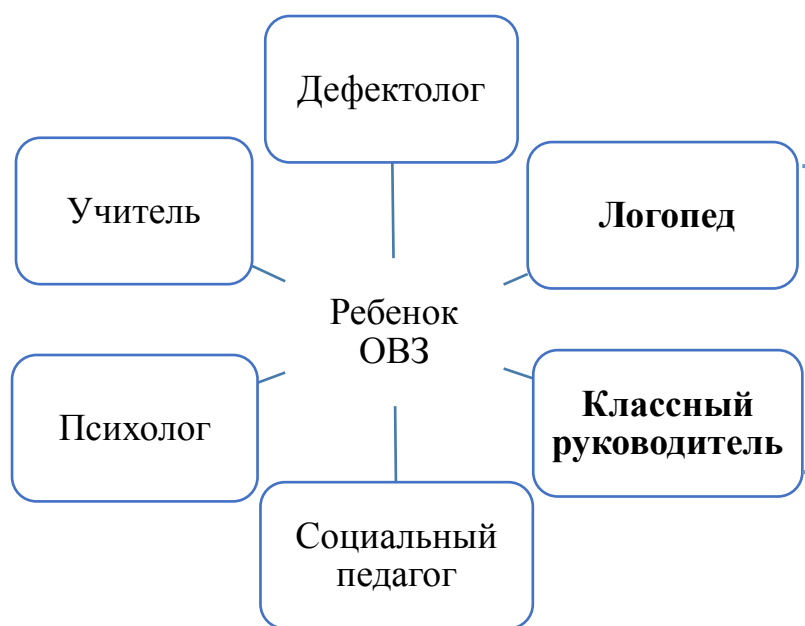 Дефектолог
Учитель
Логопед
Ребенок
ОВЗ
Психолог
Классный
руководитель
Социальный
педагог